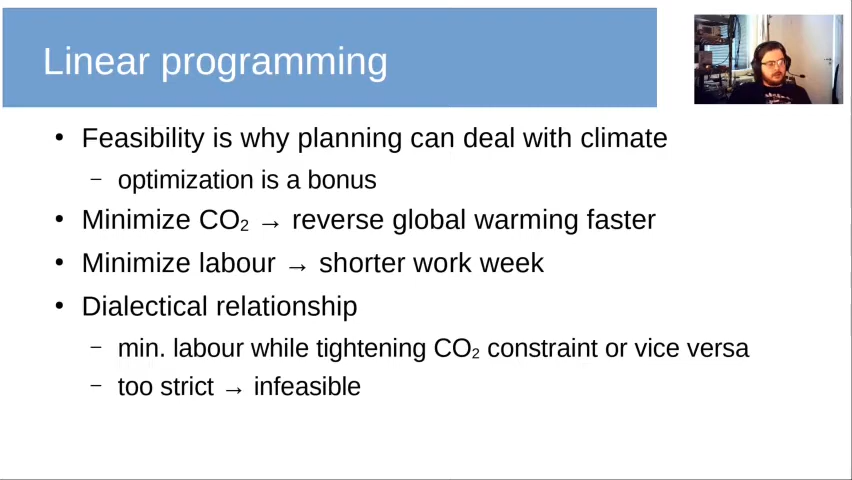 Linear programming
• Feasibility is why planning can deal with climate
– optimization is a bonus
• Minimize CO₂ → reverse global warming faster
• Minimize labour → shorter work week
• Dialectical relationship
– min. labour while tightening CO₂ constraint or vice versa
– too strict → infeasible